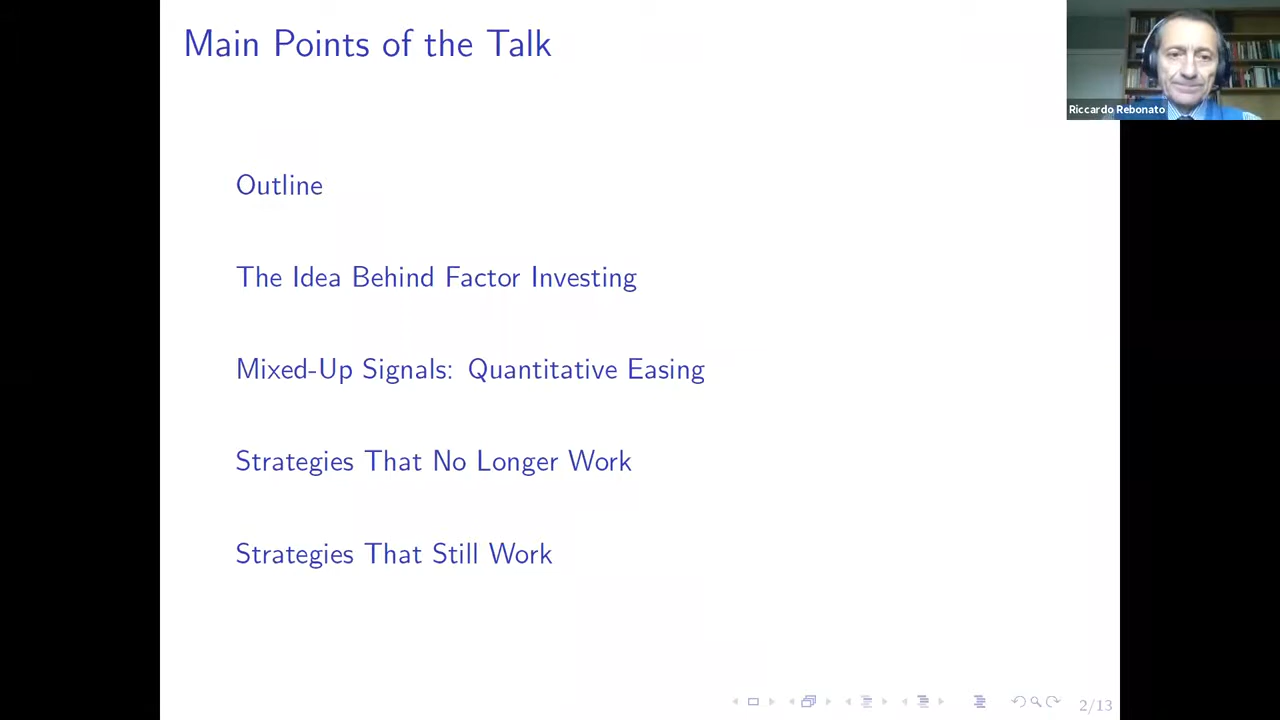 Main Points of the Talk
Riccardo Rebonato
Outline
The Idea Behind Factor Investing
Mixed-Up Signals: Quantitative Easing
Strategies That No Longer Work
Strategies That Still Work
2/13